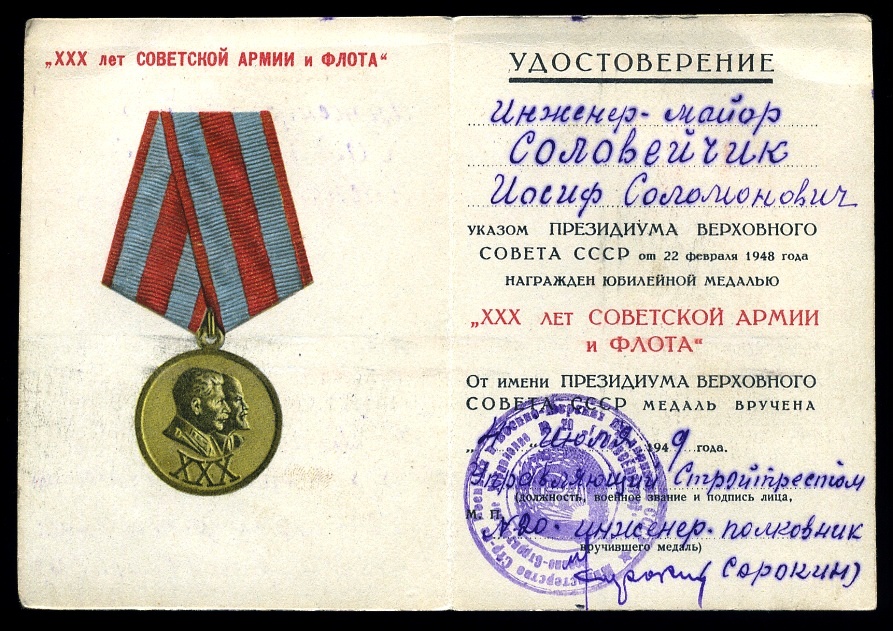 „XXX лет СОВЕТСКОЙ АРМИИ и ФЛОТА“
XXX
УДОСТОВЕРЕНИЕ
Инженер-майор
Соловейчик
Иосиф Соломонович
УКАЗОМ ПРЕЗИДИУМА ВЕРХОВНОГО
СОВЕТА СССР от 22 февраля 1948 года
НАГРАЖДЕН ЮБИЛЕЙНОЙ МЕДАЛЬЮ
„XXX ЛЕТ СОВЕТСКОЙ АРМИИ
и ФЛОТА“
От имени ПРЕЗИДИУМА ВЕРХОВНОГО
СОВЕТА СССР МЕДАЛЬ ВРУЧЕНА
Июля 1949 года.
Управляющий Стройтрестом
(должность, военное звание и подпись лица,
М. П.
№20 инженер-полковник
вручившего медаль)
(Сорокин)